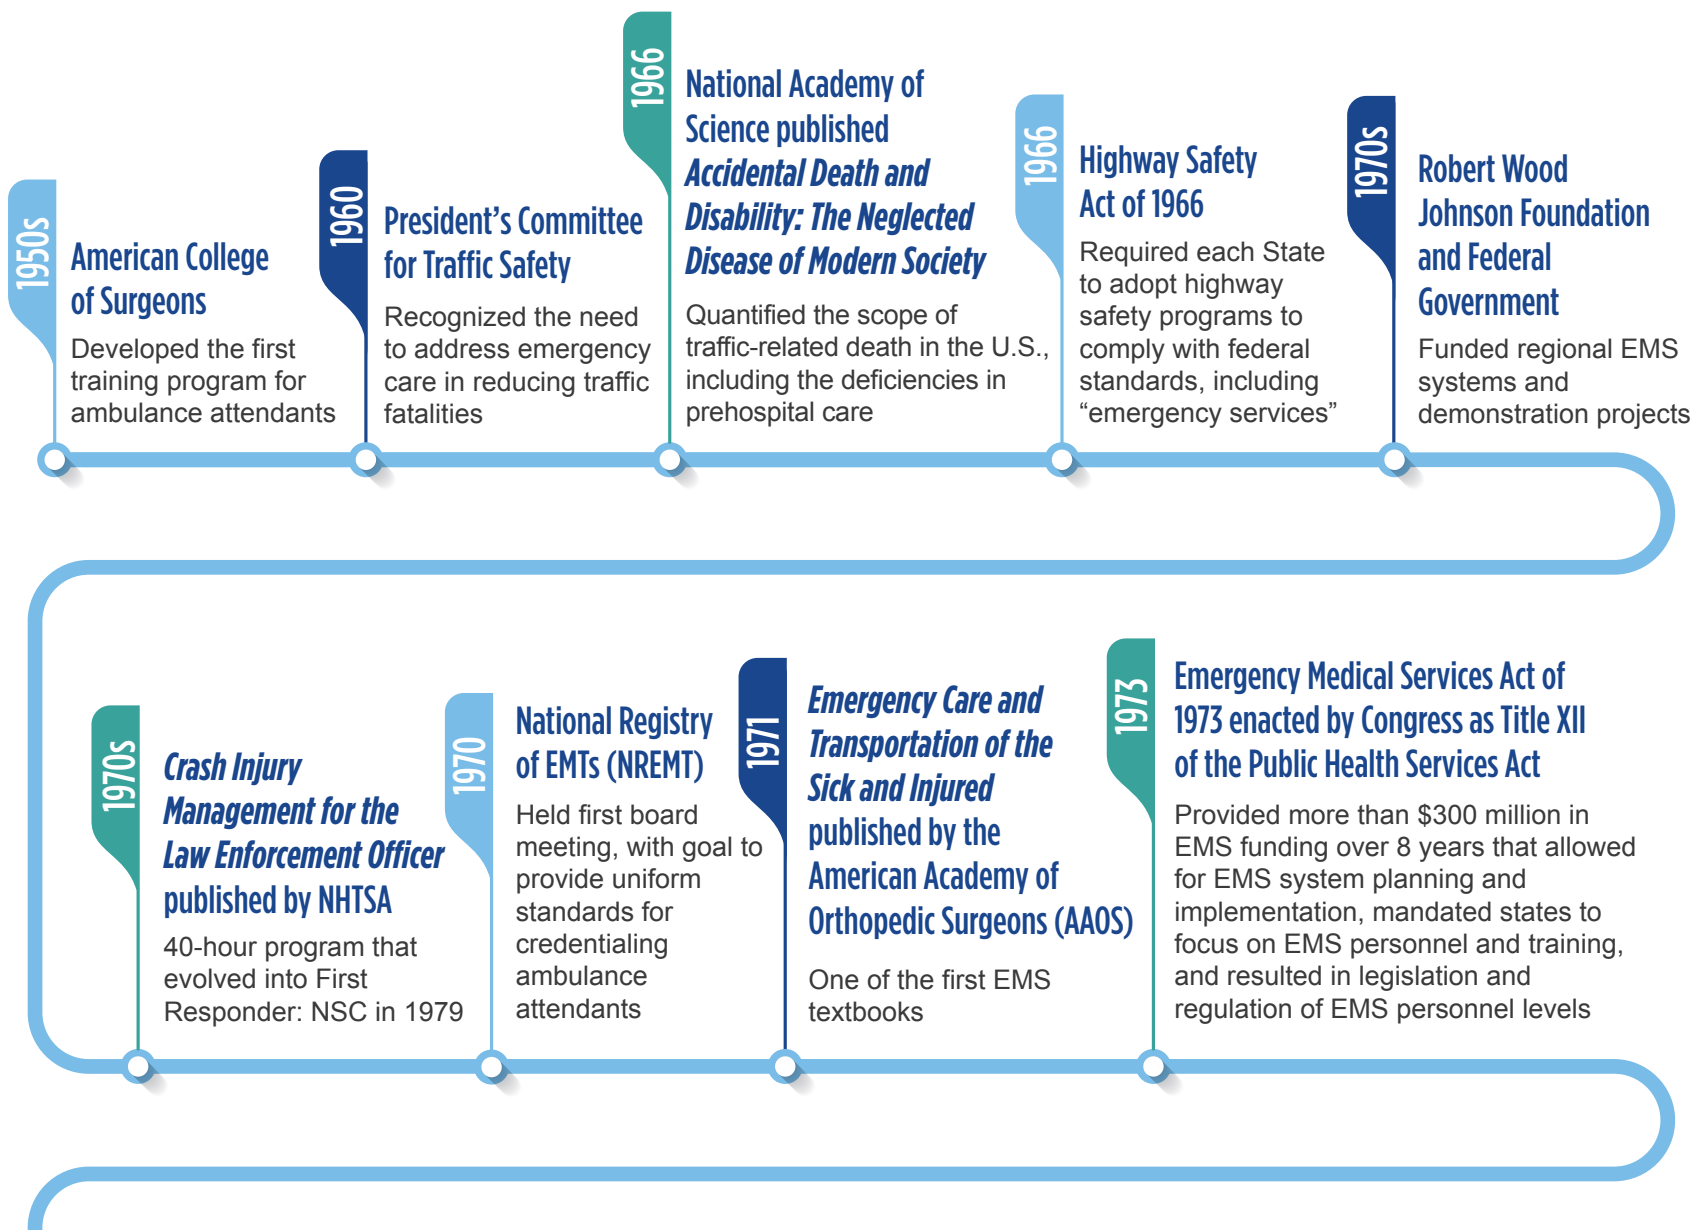 1950s
American College
of Surgeons
Developed the first
training program for
ambulance attendants
1960
President’s Committee
for Traffic Safety
Recognized the need
to address emergency
care in reducing traffic
fatalities
1966
National Academy of
Science published
Accidental Death and
Disability: The Neglected
Disease of Modern Society
Quantified the scope of
traffic-related death in the U.S.,
including the deficiencies in
prehospital care
1966
Highway Safety
Act of 1966
Required each State
to adopt highway
safety programs to
comply with federal
standards, including
“emergency services”
1970s
Robert Wood
Johnson Foundation
and Federal
Government
Funded regional EMS
systems and
demonstration projects
1970s
Crash Injury
Management for the
Law Enforcement Officer
published by NHTSA
40-hour program that
evolved into First
Responder: NSC in 1979
1970
National Registry
of EMTs (NREMT)
Held first board
meeting, with goal to
provide uniform
standards for
credentialing
ambulance
attendants
1971
Emergency Care and
Transportation of the
Sick and Injured
published by the
American Academy of
Orthopedic Surgeons (AAOS)
One of the first EMS
textbooks
1973
Emergency Medical Services Act of
1973 enacted by Congress as Title XII
of the Public Health Services Act
Provided more than $300 million in
EMS funding over 8 years that allowed
for EMS system planning and
implementation, mandated states to
focus on EMS personnel and training,
and resulted in legislation and
regulation of EMS personnel levels